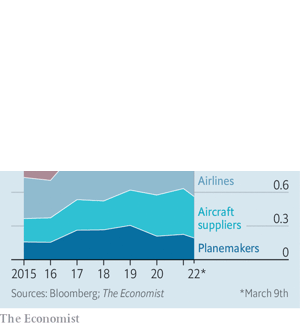 Airlines
0.6
Aircraft
suppliers
0.3
Planemakers
0
2015 16 17 18 19 20 21 22*
Sources: Bloomberg; The Economist *March 9th
The Economist